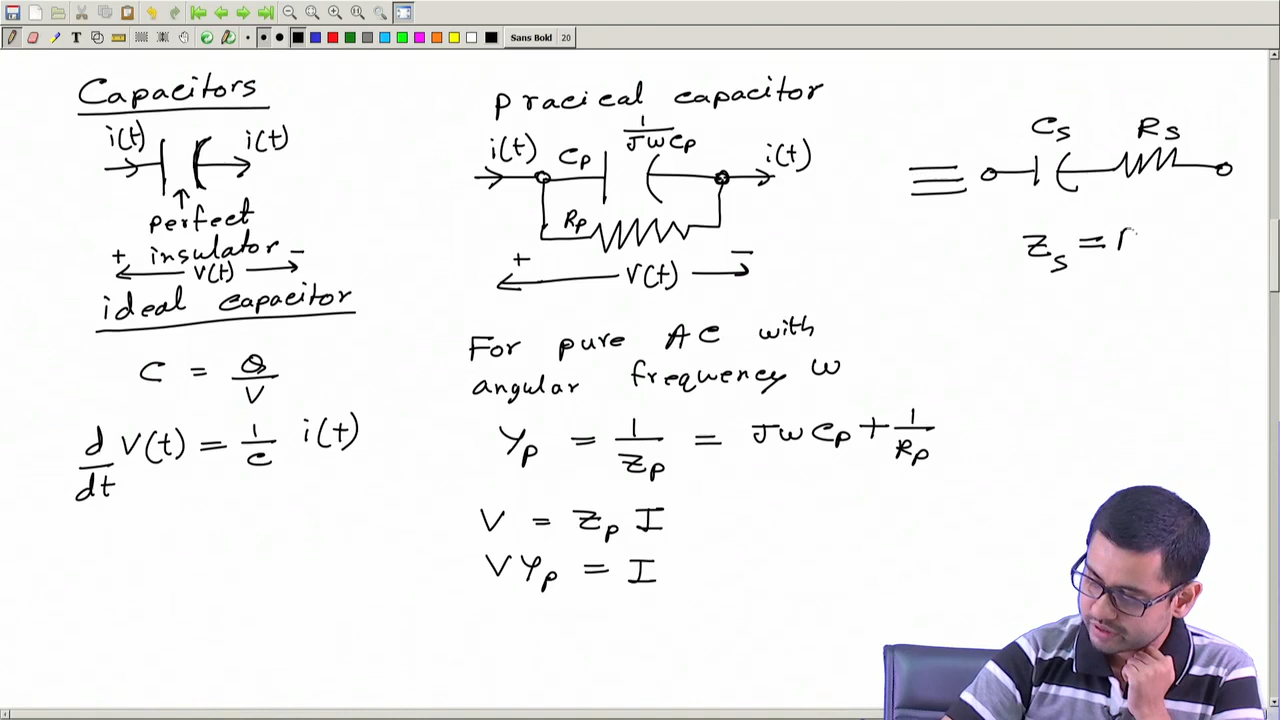 Sans Bold 20
Capacitors
i(t) i(t)
perfect
insulator
+ V(t) −
ideal capacitor
C = Q/V
d/dt V(t) = 1/C i(t)
pracical capacitor
i(t) Cp 1/JωCp i(t)
Rp
+ V(t) −
For pure AC with
angular frequency ω
Yp = 1/Zp = JωCp + 1/Rp
V = Zp I
V Yp = I
≡ Cs Rs
Zs =